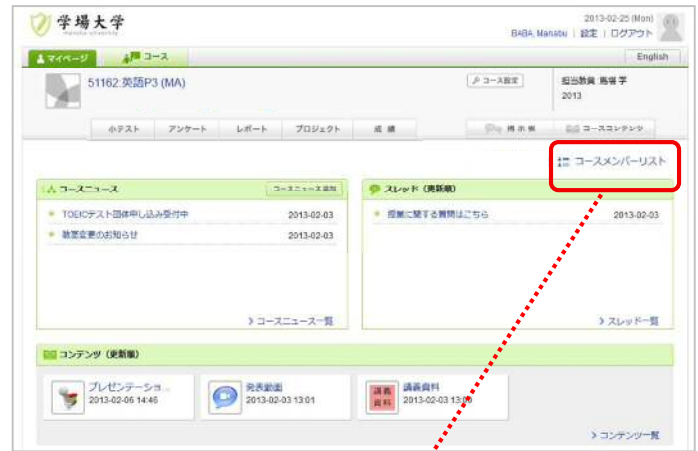 学場大学
manaba university
2013-02-25 (Mon)
BABA, Manabu | 設定 | ログアウト
マイページ
コース
English
51162:英語P3 (MA)
コース設定
担当教員:馬場 学
2013
小テスト
アンケート
レポート
プロジェクト
成績
掲示板
コースコンテンツ
コースメンバーリスト
コースニュース
コースニュース追加
TOEICテスト団体申し込み受付中 2013-02-03
教室変更のお知らせ 2013-02-03
コースニュース一覧
スレッド (更新順)
授業に関する質問はこちら 2013-02-03
スレッド一覧
コンテンツ (更新順)
プレゼンテーショ...
2013-02-06 14:46
発表動画
2013-02-03 13:01
講義
資料
講義資料
2013-02-03 13:00
コンテンツ一覧